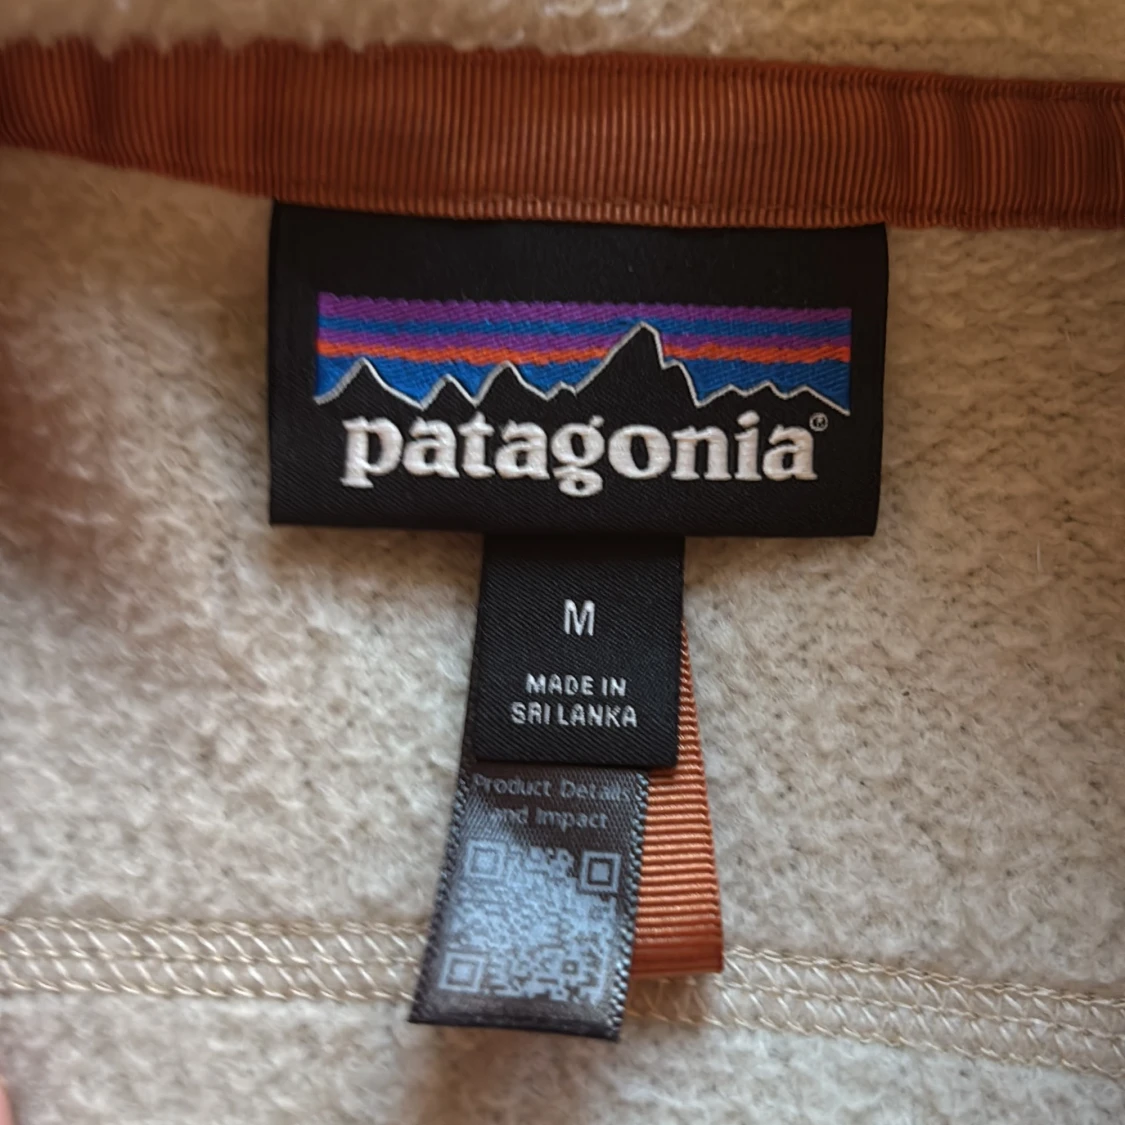 patagonia®
M
MADE IN
SRI LANKA
Product Details
and Impact